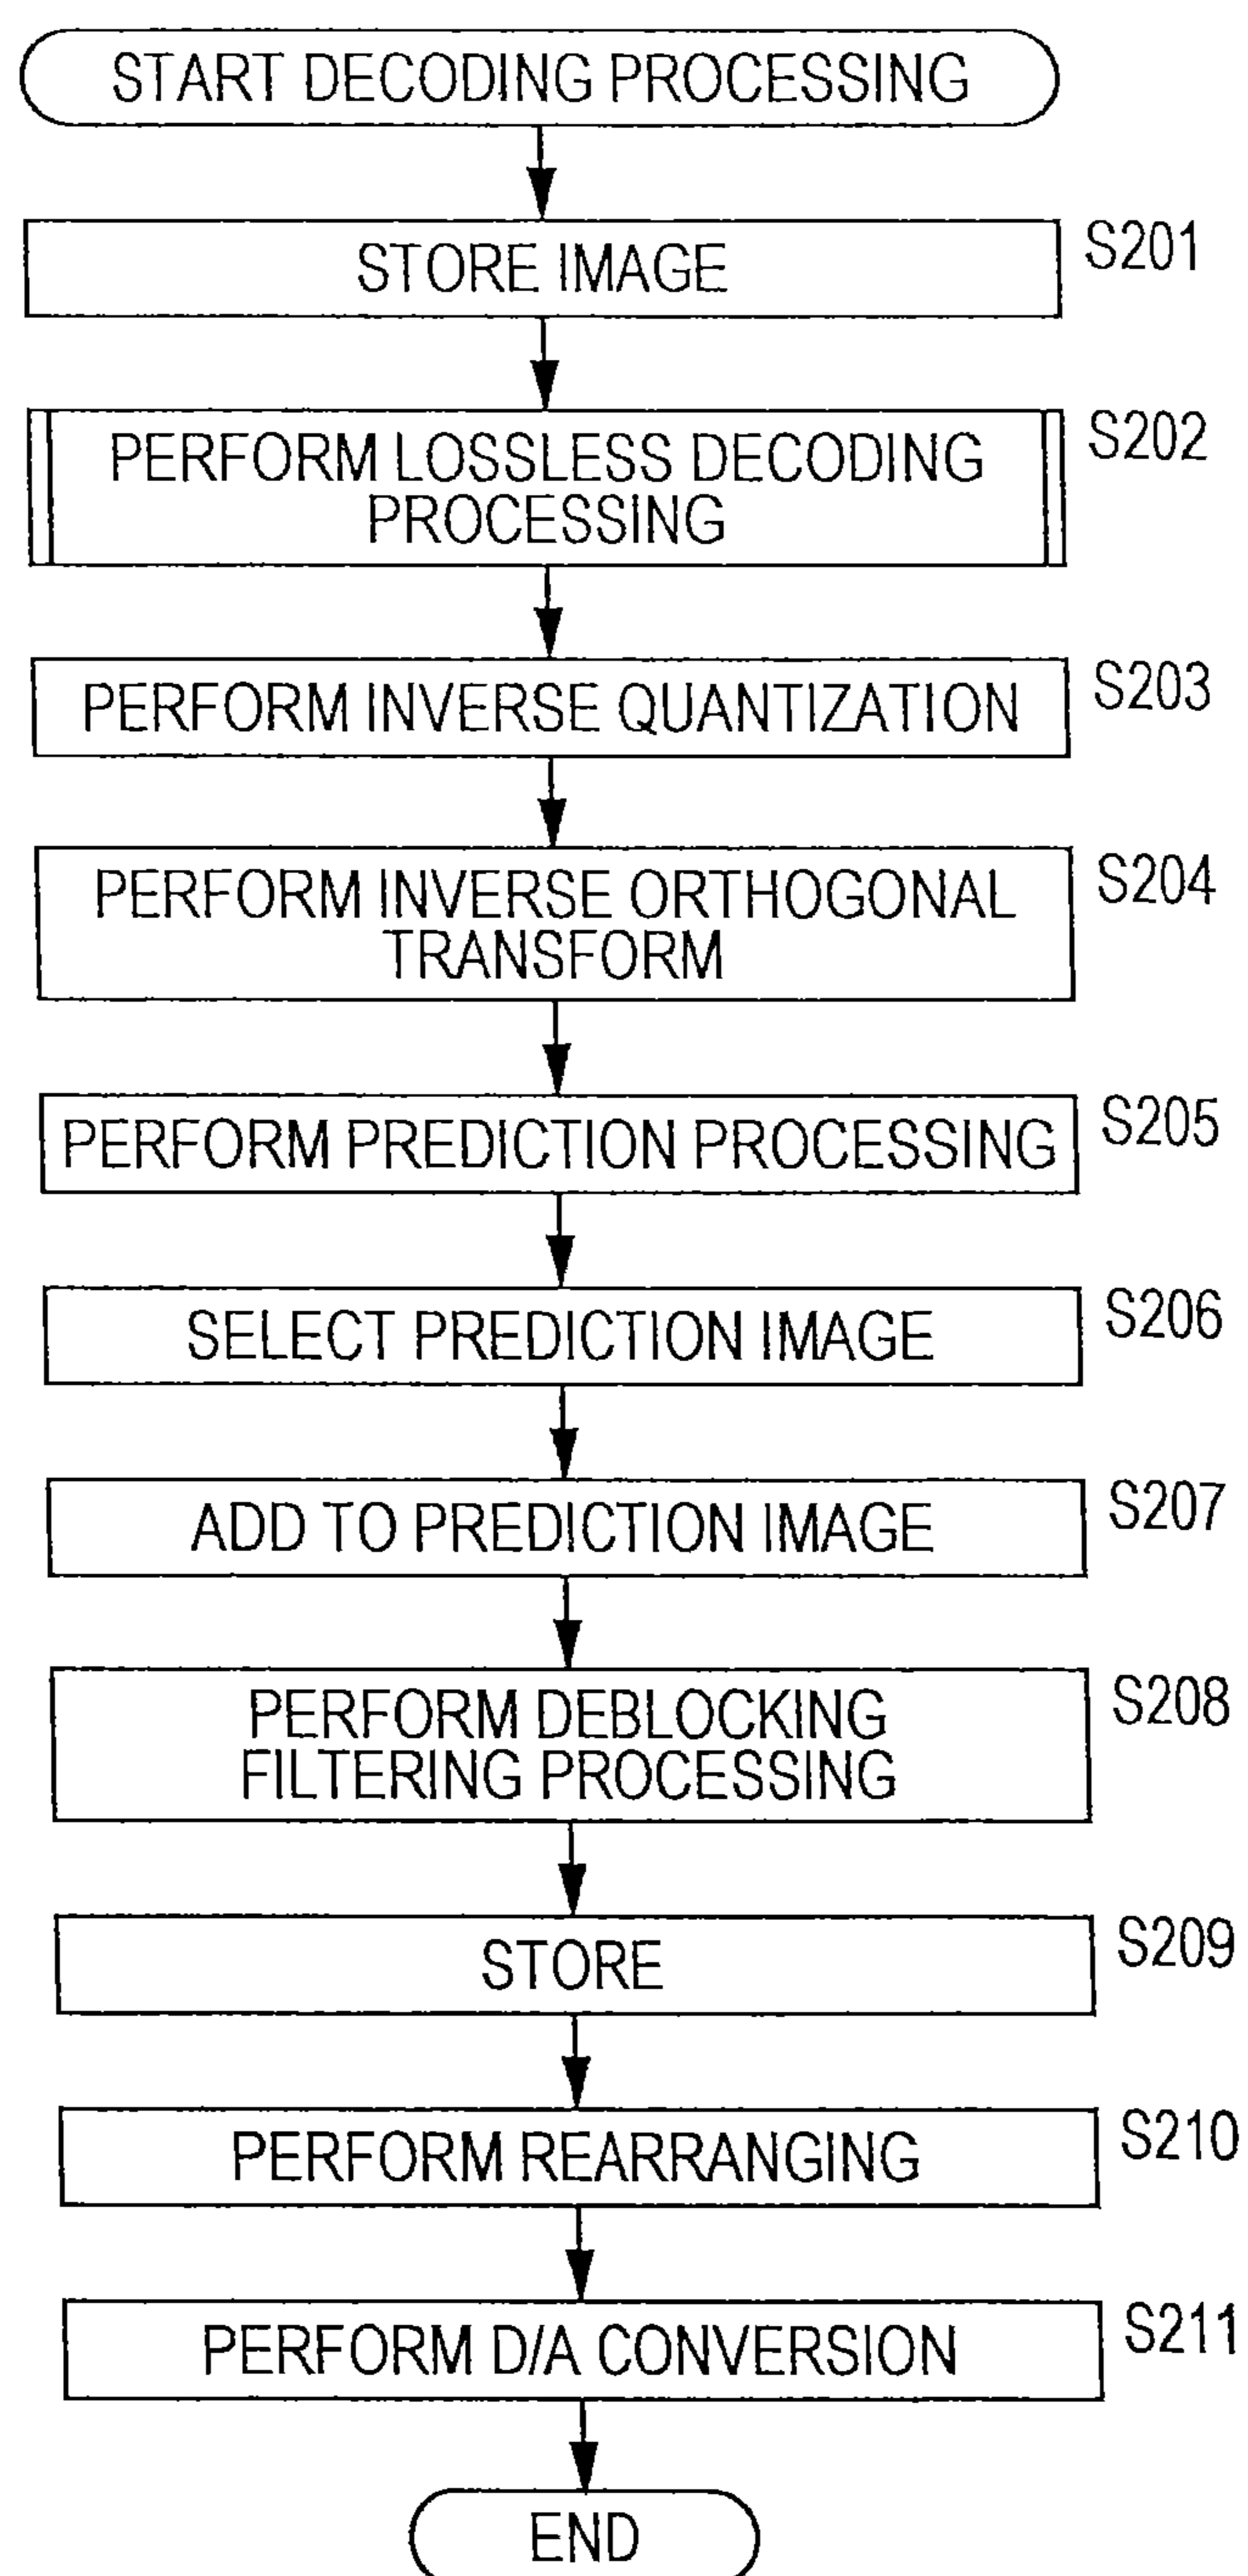 START DECODING PROCESSING
STORE IMAGE
S201
PERFORM LOSSLESS DECODING
PROCESSING
S202
PERFORM INVERSE QUANTIZATION
S203
PERFORM INVERSE ORTHOGONAL
TRANSFORM
S204
PERFORM PREDICTION PROCESSING
S205
SELECT PREDICTION IMAGE
S206
ADD TO PREDICTION IMAGE
S207
PERFORM DEBLOCKING
FILTERING PROCESSING
S208
STORE
S209
PERFORM REARRANGING
S210
PERFORM D/A CONVERSION
S211
END